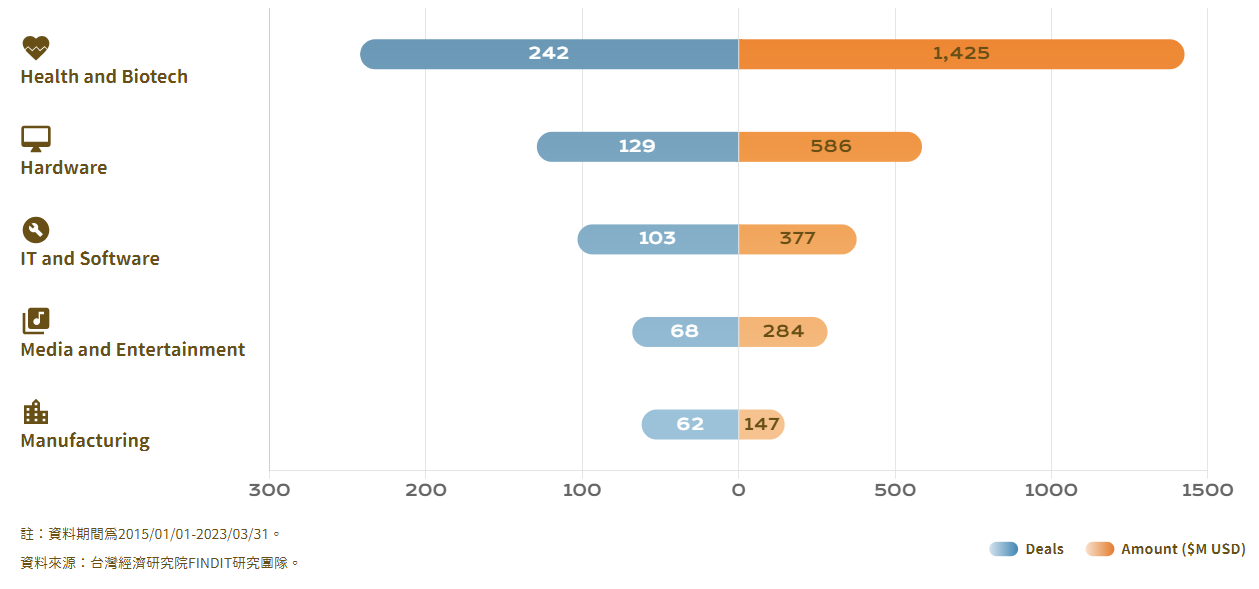 Health and Biotech
242
1,425
Hardware
129
586
IT and Software
103
377
Media and Entertainment
68
284
Manufacturing
62
147
300 200 100 0 500 1000 1500
註：資料期間為2015/01/01-2023/03/31。
資料來源：台灣經濟研究院FINDIT研究團隊。
Deals Amount ($M USD)